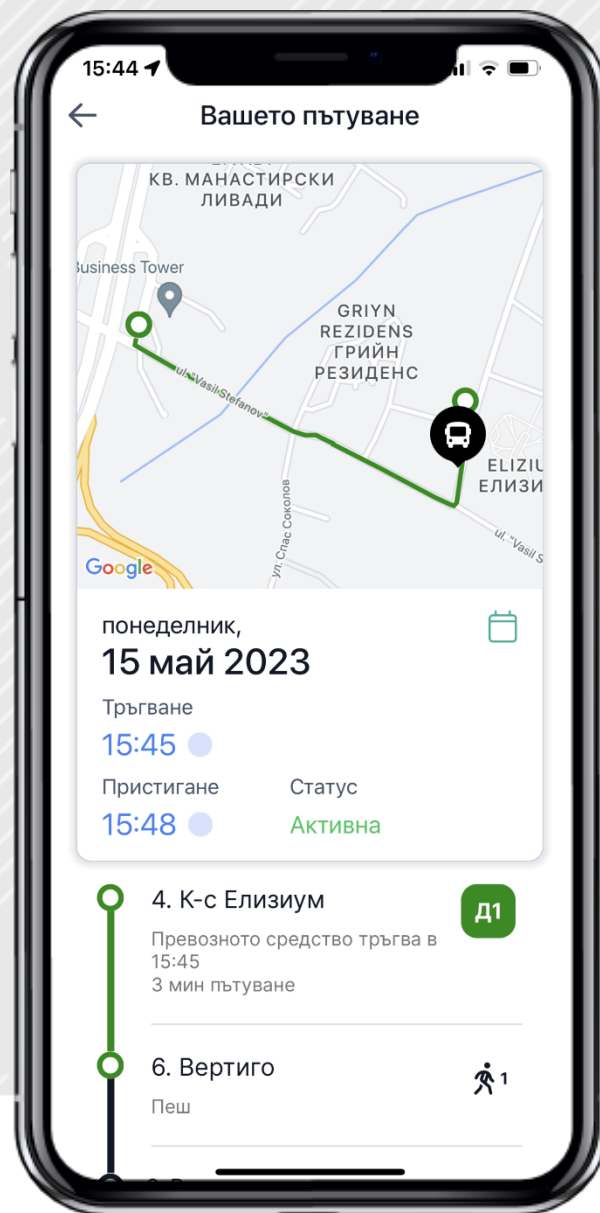 15:44
Вашето пътуване
КВ. МАНАСТИРСКИ
ЛИВАДИ
Business Tower
GRIYN
REZIDENS
ГРИЙН
РЕЗИДЕНС
ul. "Vasil Stefanov"
ELIZIU
ЕЛИЗИ
ул. Спас Соколов
ul. "Vasil S
Google
понеделник,
15 май 2023
Тръгване
15:45
Пристигане
Статус
15:48
Активна
4. К-с Елизиум
Д1
Превозното средство тръгва в
15:45
3 мин пътуване
6. Вертиго
1
Пеш